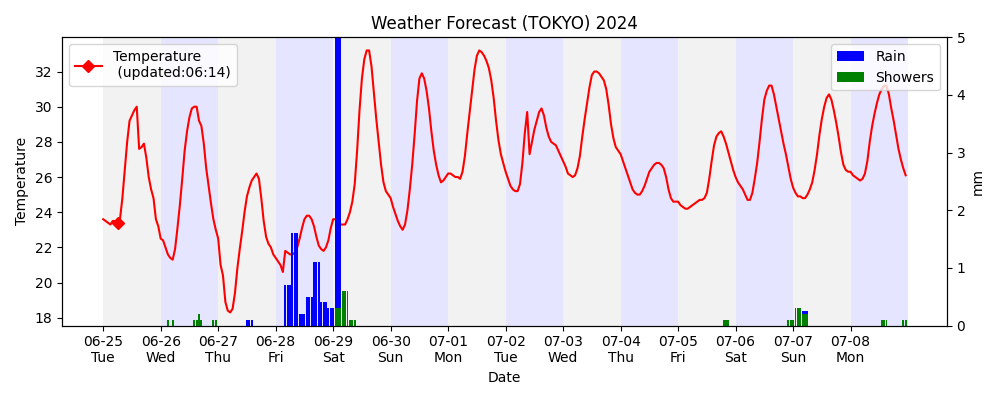 Weather Forecast (TOKYO) 2024
Temperature
(updated:06:14)
Rain
Showers
Temperature
32
30
28
26
24
22
20
18
5
4
3
2
1
0
mm
06-25 06-26 06-27 06-28 06-29 06-30 07-01 07-02 07-03 07-04 07-05 07-06 07-07 07-08
Tue Wed Thu Fri Sat Sun Mon Tue Wed Thu Fri Sat Sun Mon
Date